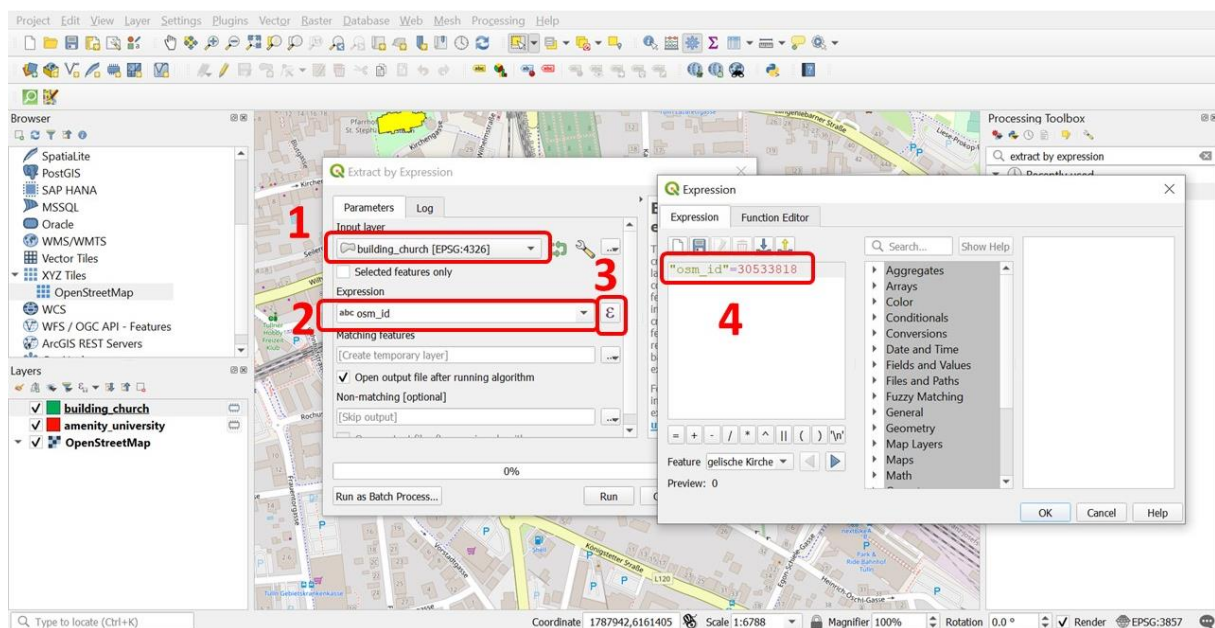 Project Edit View Layer Settings Plugins Vector Raster Database Web Mesh Processing Help
Browser
SpatiaLite
PostGIS
SAP HANA
MSSQL
Oracle
WMS/WMTS
Vector Tiles
XYZ Tiles
OpenStreetMap
WCS
WFS / OGC API - Features
ArcGIS REST Servers
Layers
building_church
amenity_university
OpenStreetMap
Extract by Expression
Parameters Log
1
Input layer
building_church [EPSG:4326]
Selected features only
3
Expression
2
abc osm_id
ε
Matching features
[Create temporary layer]
Open output file after running algorithm
Non-matching [optional]
[Skip output]
0%
Run as Batch Process...
Run
Expression
Expression Function Editor
Search...
Show Help
"osm_id"=30533818
4
Aggregates
Arrays
Color
Conditionals
Conversions
Date and Time
Fields and Values
Files and Paths
Fuzzy Matching
General
Geometry
Map Layers
Maps
Math
= + - / * ^ || ( ) '\n'
Feature gelische Kirche
Preview: 0
OK Cancel Help
Processing Toolbox
extract by expression
Recently used
Königstetter Straße
L120
Shell
Type to locate (Ctrl+K)
Coordinate 1787942,6161405 Scale 1:6788 Magnifier 100% Rotation 0.0 ° Render EPSG:3857